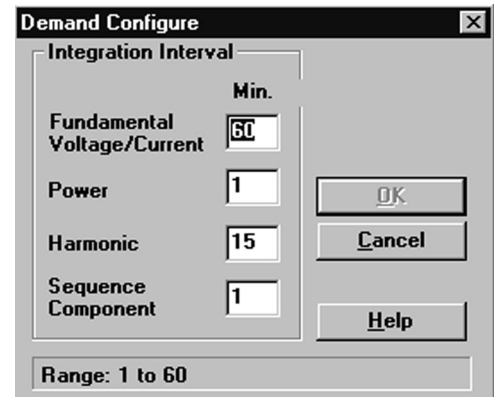 Demand Configure
Integration Interval
Min.
Fundamental
Voltage/Current
60
Power
1
Harmonic
15
Sequence
Component
1
OK
Cancel
Help
Range: 1 to 60